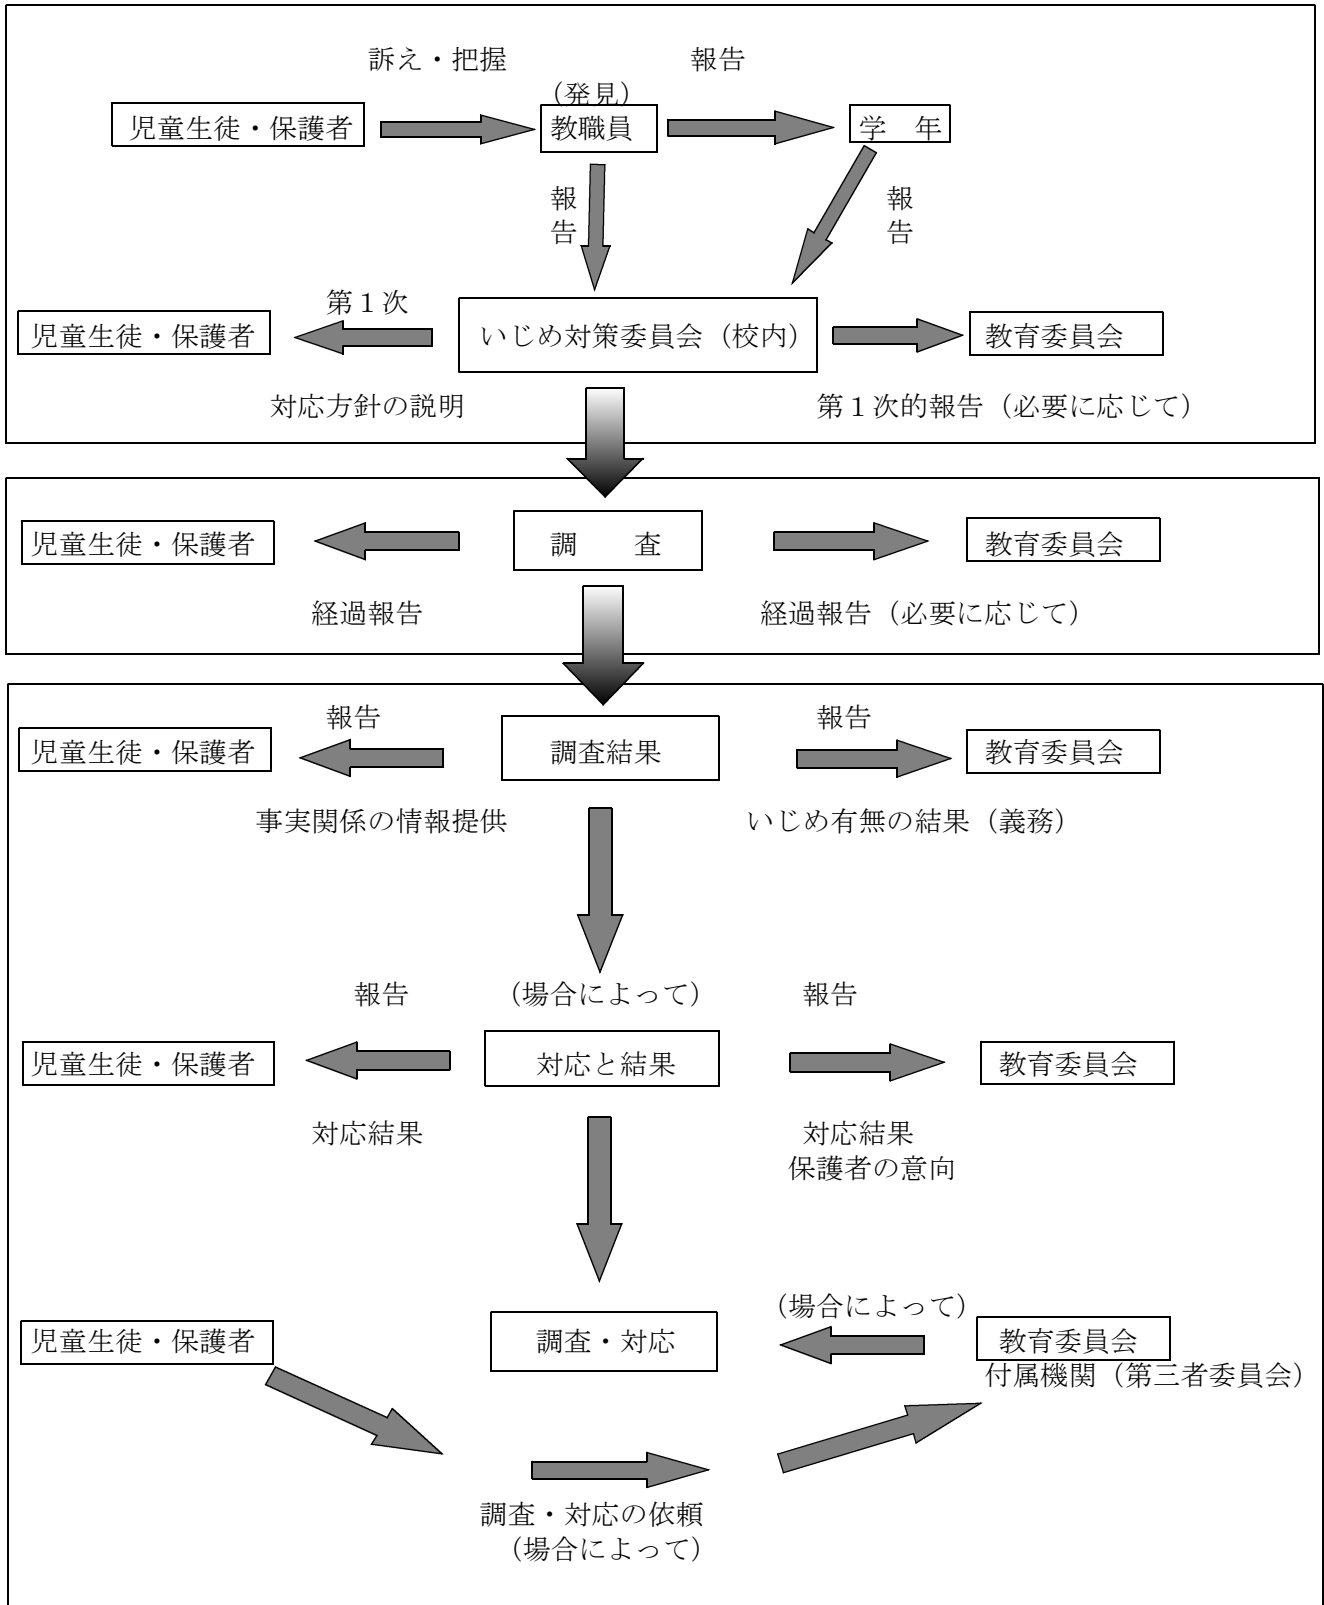 訴え・把握
報告
（発見）
児童生徒・保護者
教職員
学　年
報告
報告
第１次
児童生徒・保護者
いじめ対策委員会（校内）
教育委員会
対応方針の説明
第１次的報告（必要に応じて）
児童生徒・保護者
調　　査
教育委員会
経過報告
経過報告（必要に応じて）
報告
報告
児童生徒・保護者
調査結果
教育委員会
事実関係の情報提供
いじめ有無の結果（義務）
報告
（場合によって）
報告
児童生徒・保護者
対応と結果
教育委員会
対応結果
対応結果
保護者の意向
（場合によって）
児童生徒・保護者
調査・対応
教育委員会
付属機関（第三者委員会）
調査・対応の依頼
（場合によって）